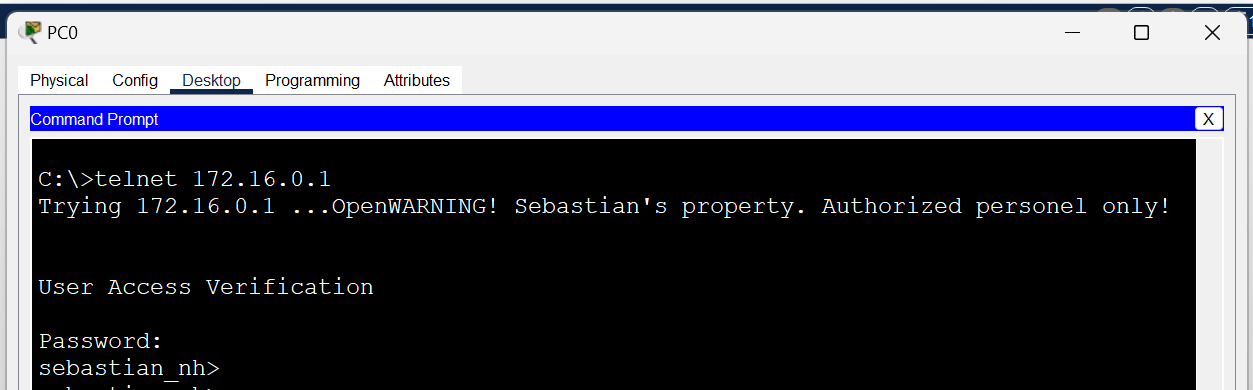 PC0
Physical Config Desktop Programming Attributes
Command Prompt
X
C:\>telnet 172.16.0.1
Trying 172.16.0.1 ...OpenWARNING! Sebastian's property. Authorized personel only!
User Access Verification
Password:
sebastian_nh>